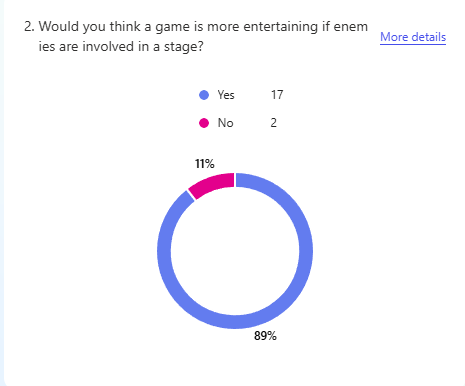 2. Would you think a game is more entertaining if enem
ies are involved in a stage?
More details
Yes 17
No 2
11%
89%